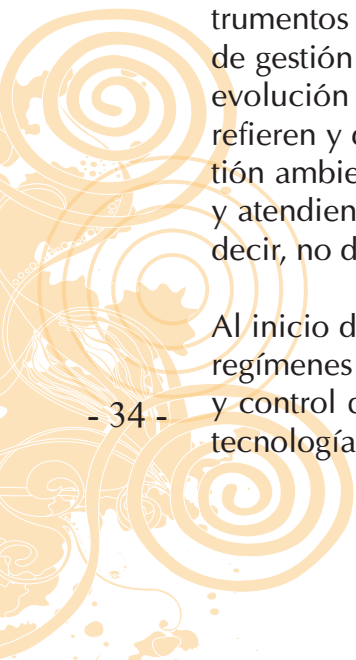 trumentos
de gestión
evolución
refieren y
tión ambie
y atendien
decir, no d
Al inicio d
regímenes
- 34 -
y control
tecnología